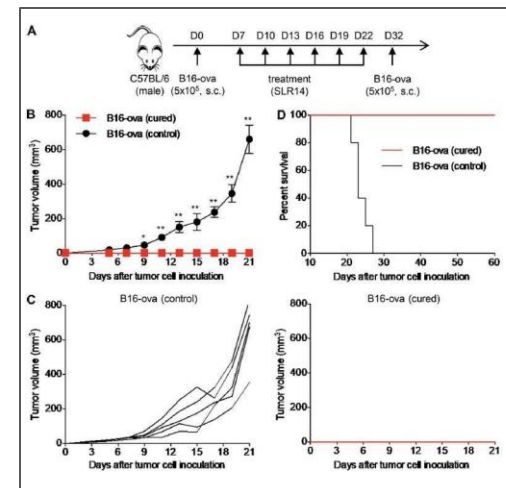 A
D0 D7 D10 D13 D16 D19 D22 D32
C57BL/6
(male)
B16-ova
(5x10⁵, s.c.)
treatment
(SLR14)
B16-ova
(5x10⁵, s.c.)
B
B16-ova (cured)
B16-ova (control)
Tumor volume (mm³)
800
600
400
200
0
* ** ** ** ** ** **
0 3 6 9 12 15 18 21
Days after tumor cell inoculation
D
B16-ova (cured)
B16-ova (control)
Percent survival
100
80
60
40
20
0
10 20 30 40 50 60
Days after tumor cell inoculation
C
B16-ova (control)
Tumor volume (mm³)
800
600
400
200
0
0 3 6 9 12 15 18 21
Days after tumor cell inoculation
B16-ova (cured)
Tumor volume (mm³)
800
600
400
200
0
0 3 6 9 12 15 18 21
Days after tumor cell inoculation